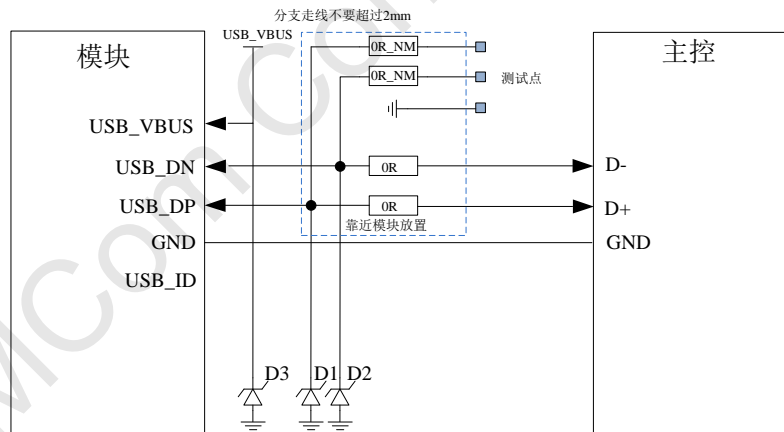 分支走线不要超过2mm
USB_VBUS
模块
主控
0R_NM
0R_NM
测试点
USB_VBUS
USB_DN
0R
D-
USB_DP
0R
D+
靠近模块放置
GND
GND
USB_ID
D3
D1
D2